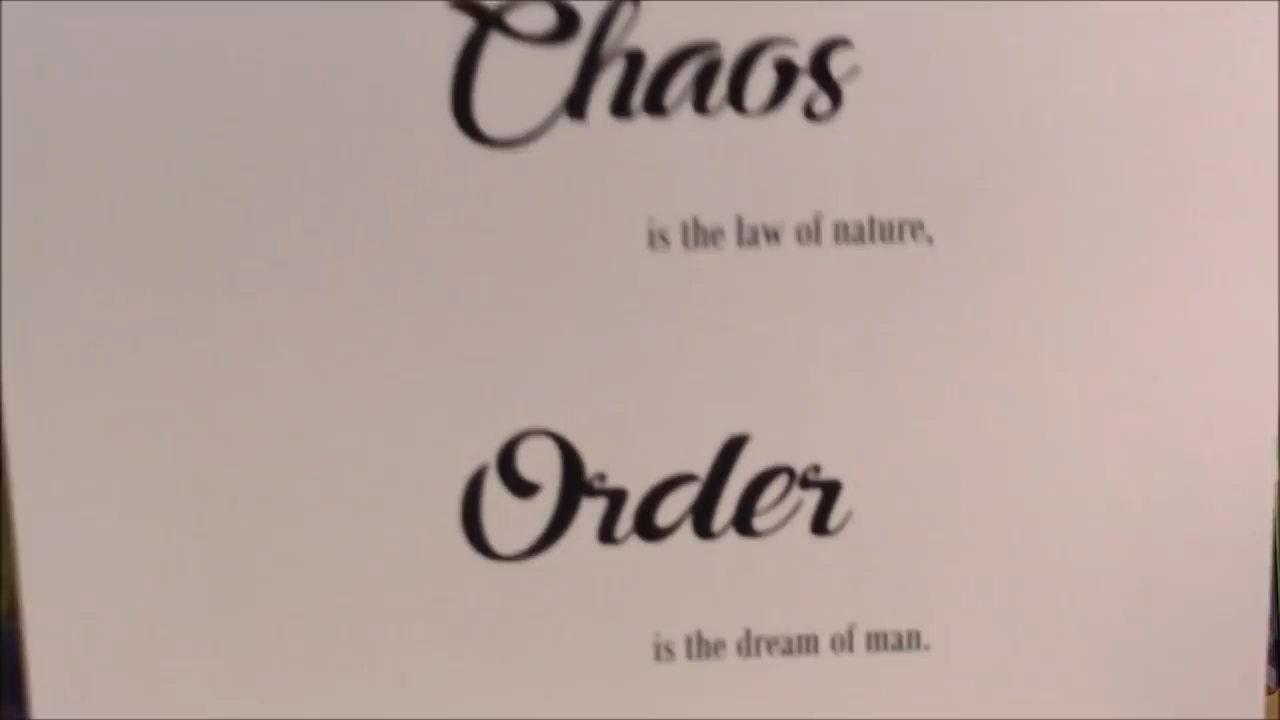 Chaos
is the law of nature,
Order
is the dream of man.